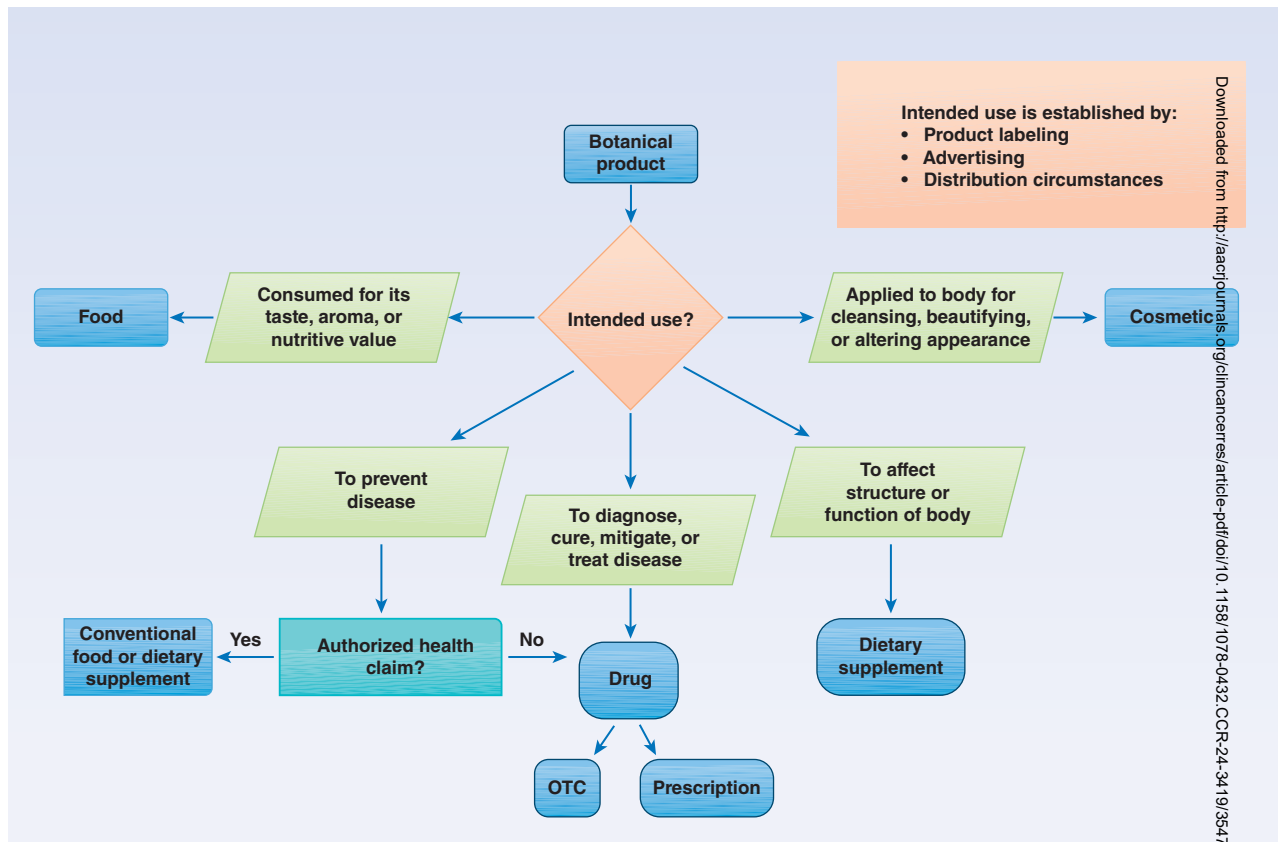 Botanical
product
Intended use is established by:
• Product labeling
• Advertising
• Distribution circumstances
Food
Consumed for its
taste, aroma, or
nutritive value
Intended use?
Applied to body for
cleansing, beautifying,
or altering appearance
Cosmetic
To prevent
disease
To diagnose,
cure, mitigate, or
treat disease
To affect
structure or
function of body
Conventional
food or dietary
supplement
Yes
Authorized health
claim?
No
Drug
Dietary
supplement
OTC
Prescription
Downloaded from http://aacrjournals.org/clincancerres/article-pdf/doi/10.1158/1078-0432.CCR-24-3419/3547